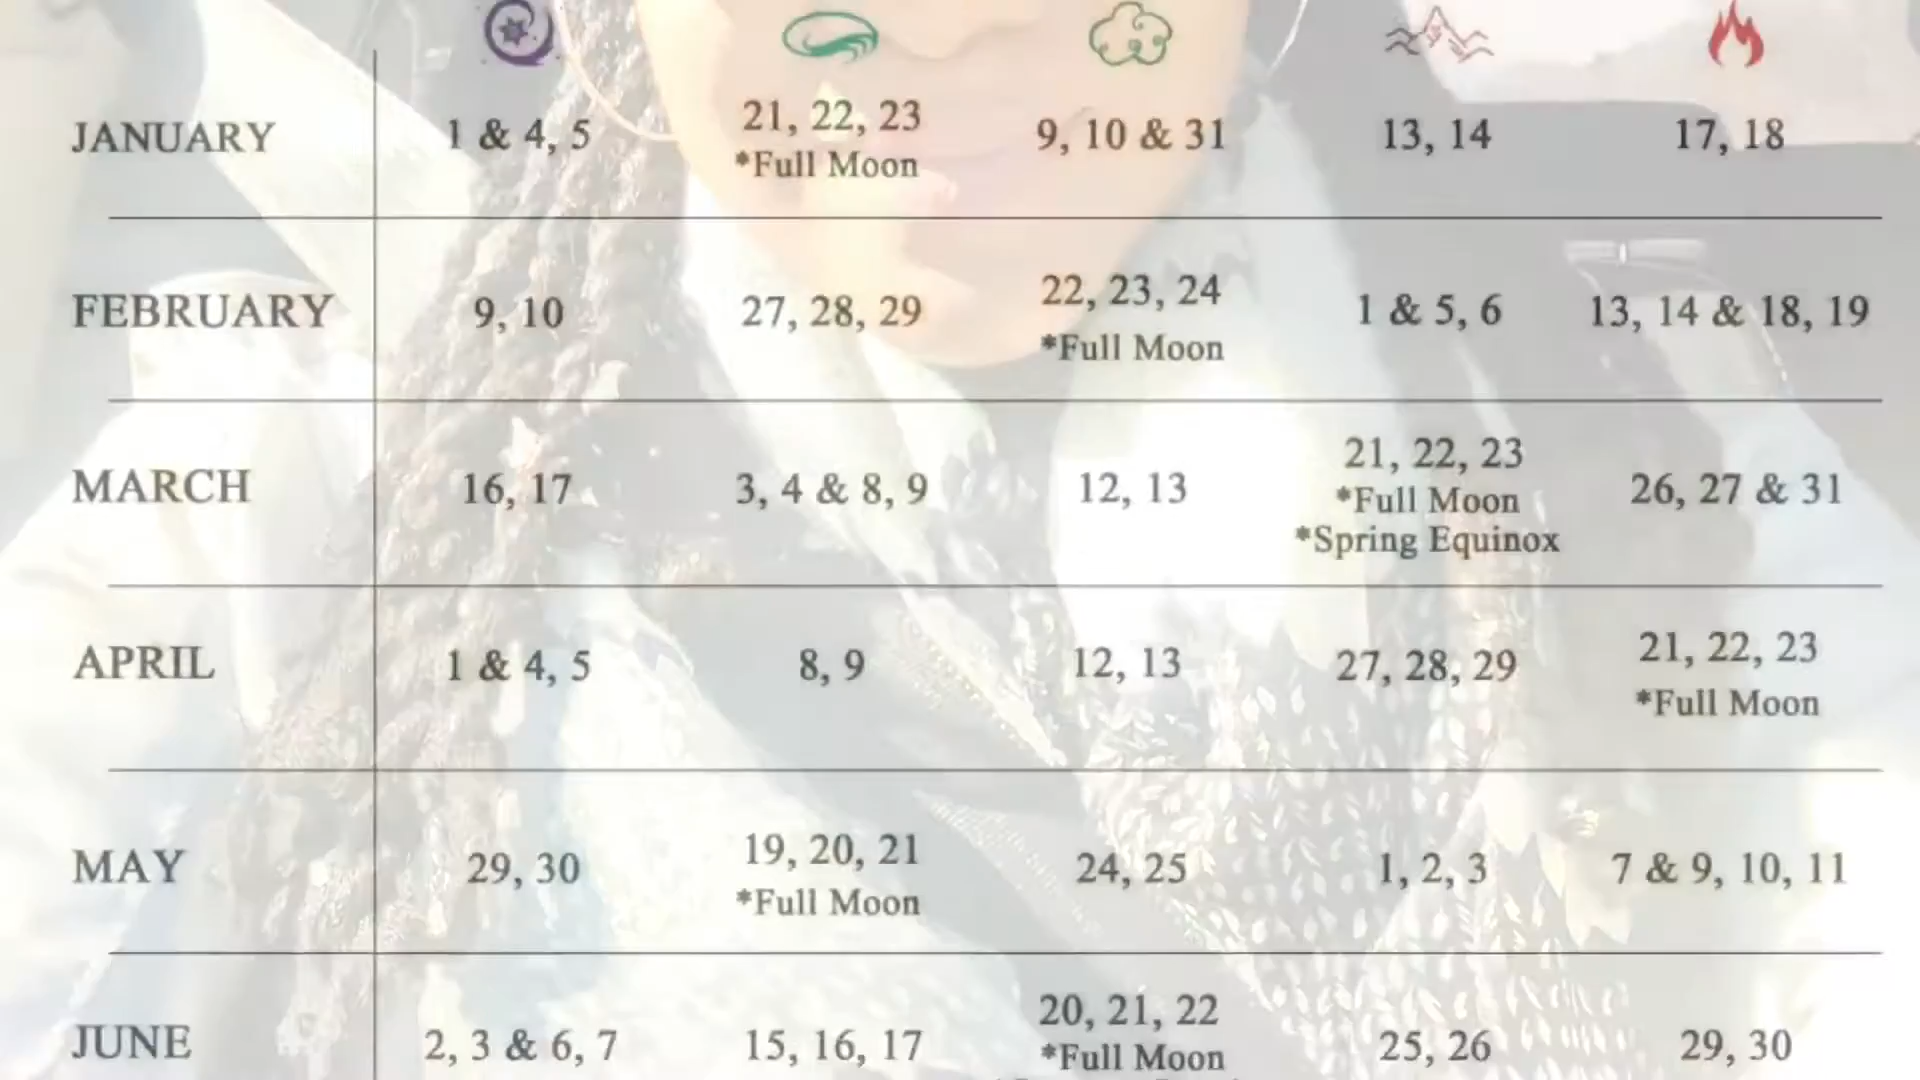 JANUARY 1 & 4, 5 21, 22, 23 9, 10 & 31 13, 14 17, 18
*Full Moon
FEBRUARY 9, 10 27, 28, 29 22, 23, 24 1 & 5, 6 13, 14 & 18, 19
*Full Moon
MARCH 16, 17 3, 4 & 8, 9 12, 13 21, 22, 23 26, 27 & 31
*Full Moon
*Spring Equinox
APRIL 1 & 4, 5 8, 9 12, 13 27, 28, 29 21, 22, 23
*Full Moon
MAY 29, 30 19, 20, 21 24, 25 1, 2, 3 7 & 9, 10, 11
*Full Moon
JUNE 2, 3 & 6, 7 15, 16, 17 20, 21, 22 25, 26 29, 30
*Full Moon